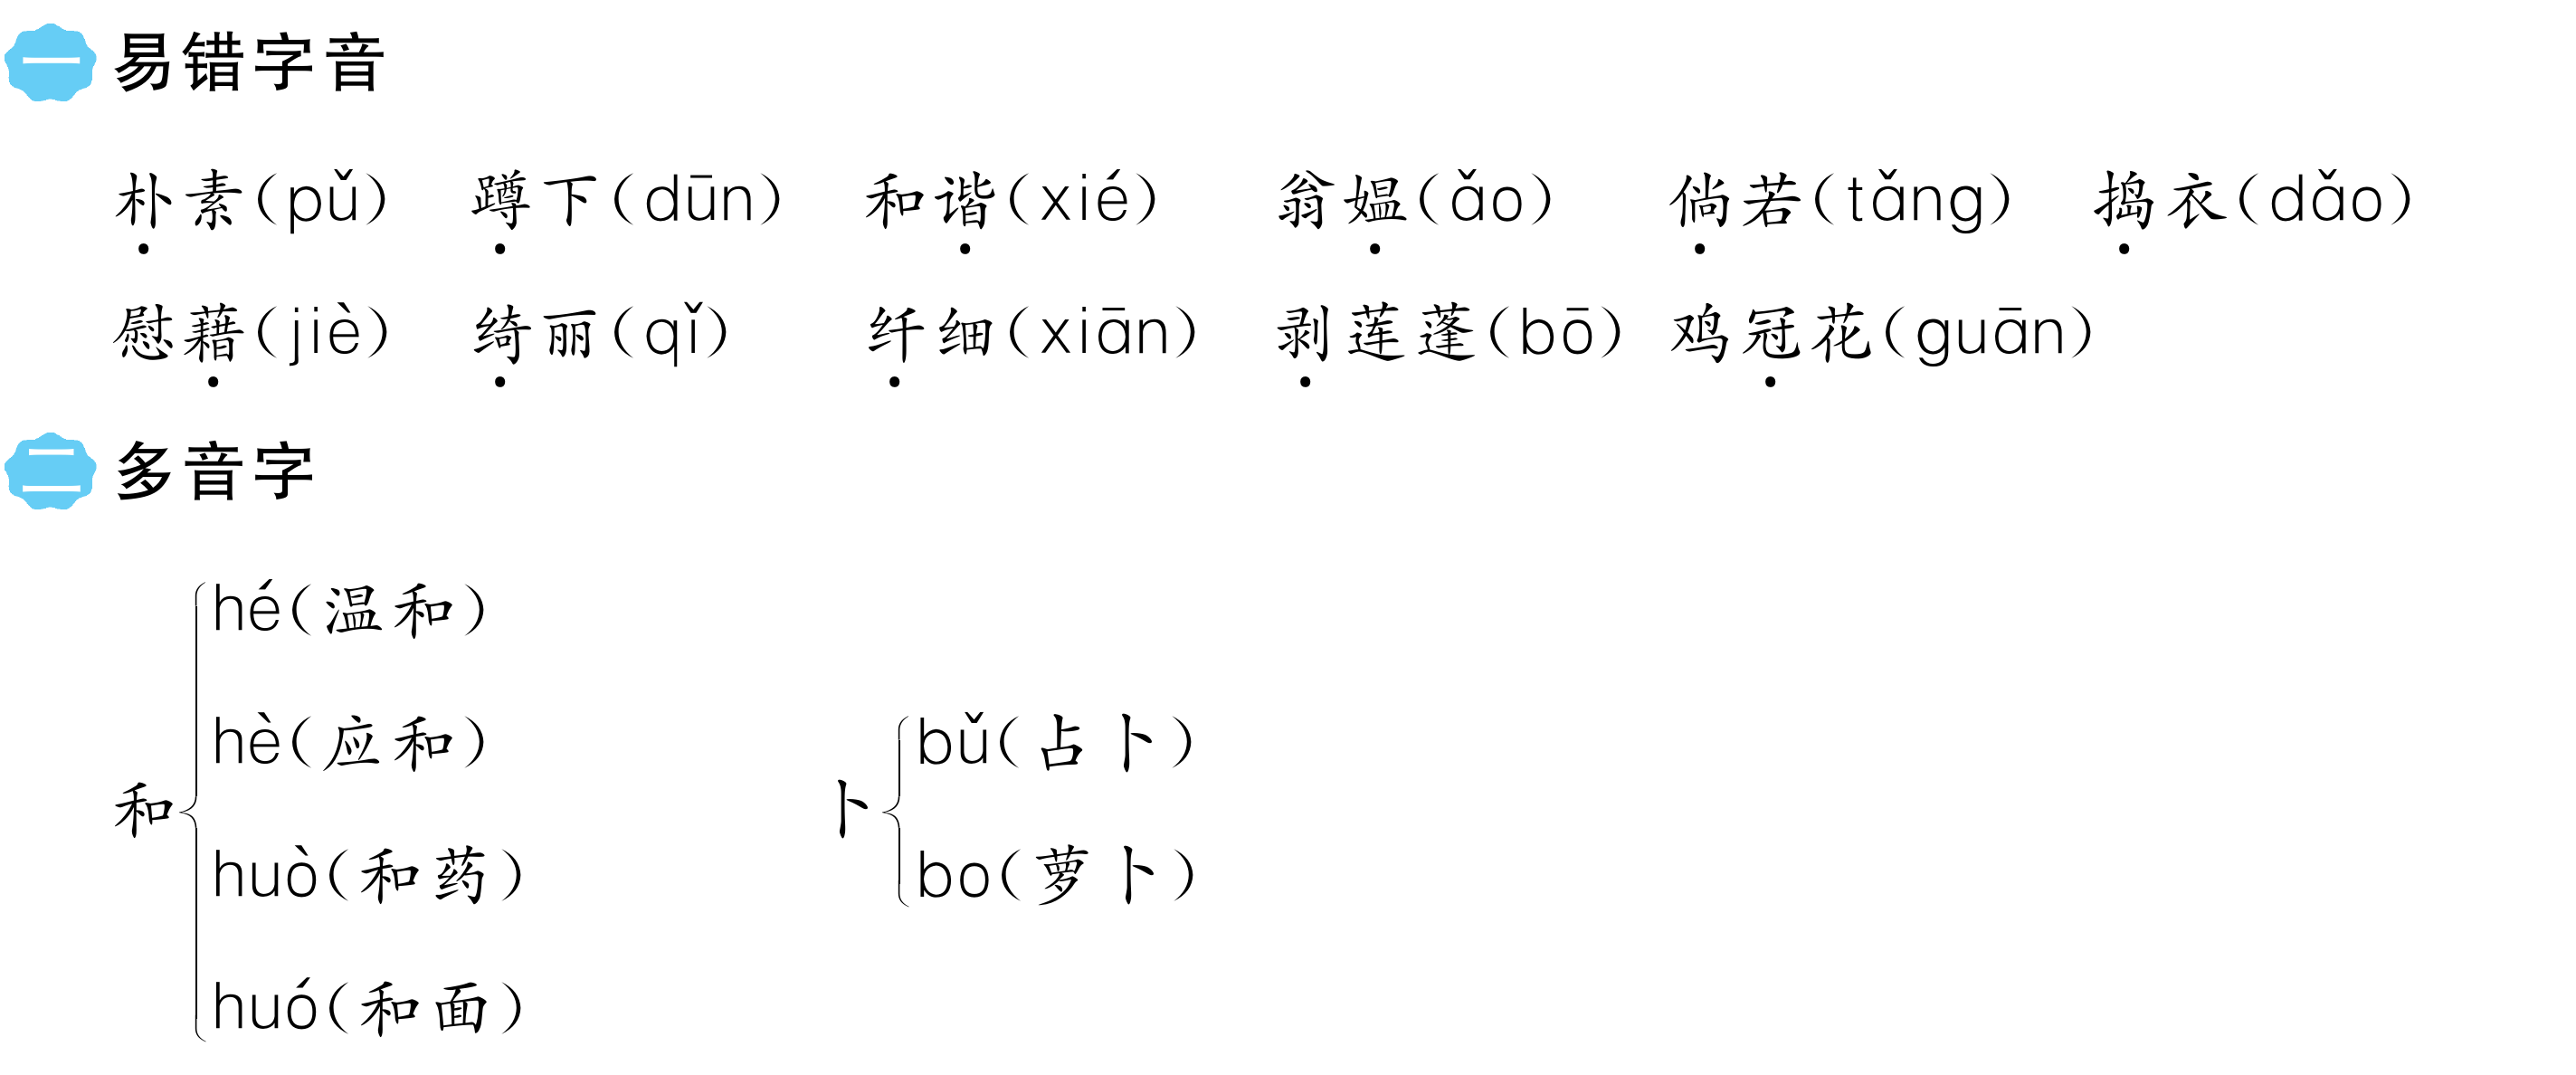 一 易错字音
朴素(pǔ) 蹲下(dūn) 和谐(xié) 翁媪(ǎo) 倘若(tǎng) 捣衣(dǎo)
慰藉(jiè) 绮丽(qǐ) 纤细(xiān) 剥莲蓬(bō) 鸡冠花(guān)
二 多音字
和
hé(温和)
hè(应和)
huò(和药)
huó(和面)
卜
bǔ(占卜)
bo(萝卜)